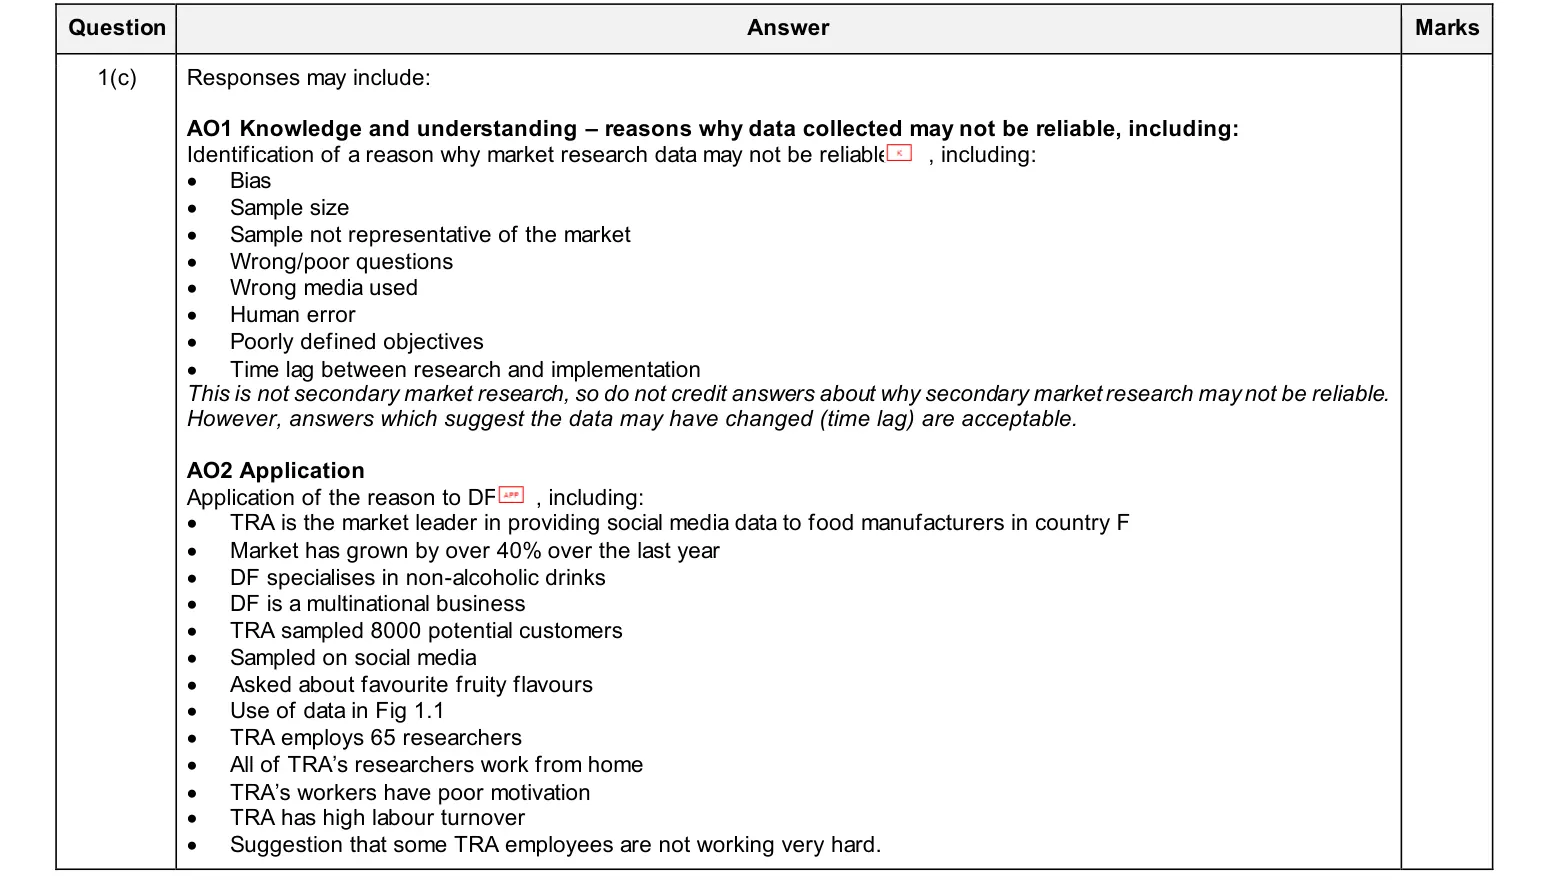 Question Answer Marks
1(c) Responses may include:
AO1 Knowledge and understanding – reasons why data collected may not be reliable, including:
Identification of a reason why market research data may not be reliable K , including:
• Bias
• Sample size
• Sample not representative of the market
• Wrong/poor questions
• Wrong media used
• Human error
• Poorly defined objectives
• Time lag between research and implementation
This is not secondary market research, so do not credit answers about why secondary market research may not be reliable.
However, answers which suggest the data may have changed (time lag) are acceptable.
AO2 Application
Application of the reason to DF APP , including:
• TRA is the market leader in providing social media data to food manufacturers in country F
• Market has grown by over 40% over the last year
• DF specialises in non-alcoholic drinks
• DF is a multinational business
• TRA sampled 8000 potential customers
• Sampled on social media
• Asked about favourite fruity flavours
• Use of data in Fig 1.1
• TRA employs 65 researchers
• All of TRA’s researchers work from home
• TRA’s workers have poor motivation
• TRA has high labour turnover
• Suggestion that some TRA employees are not working very hard.